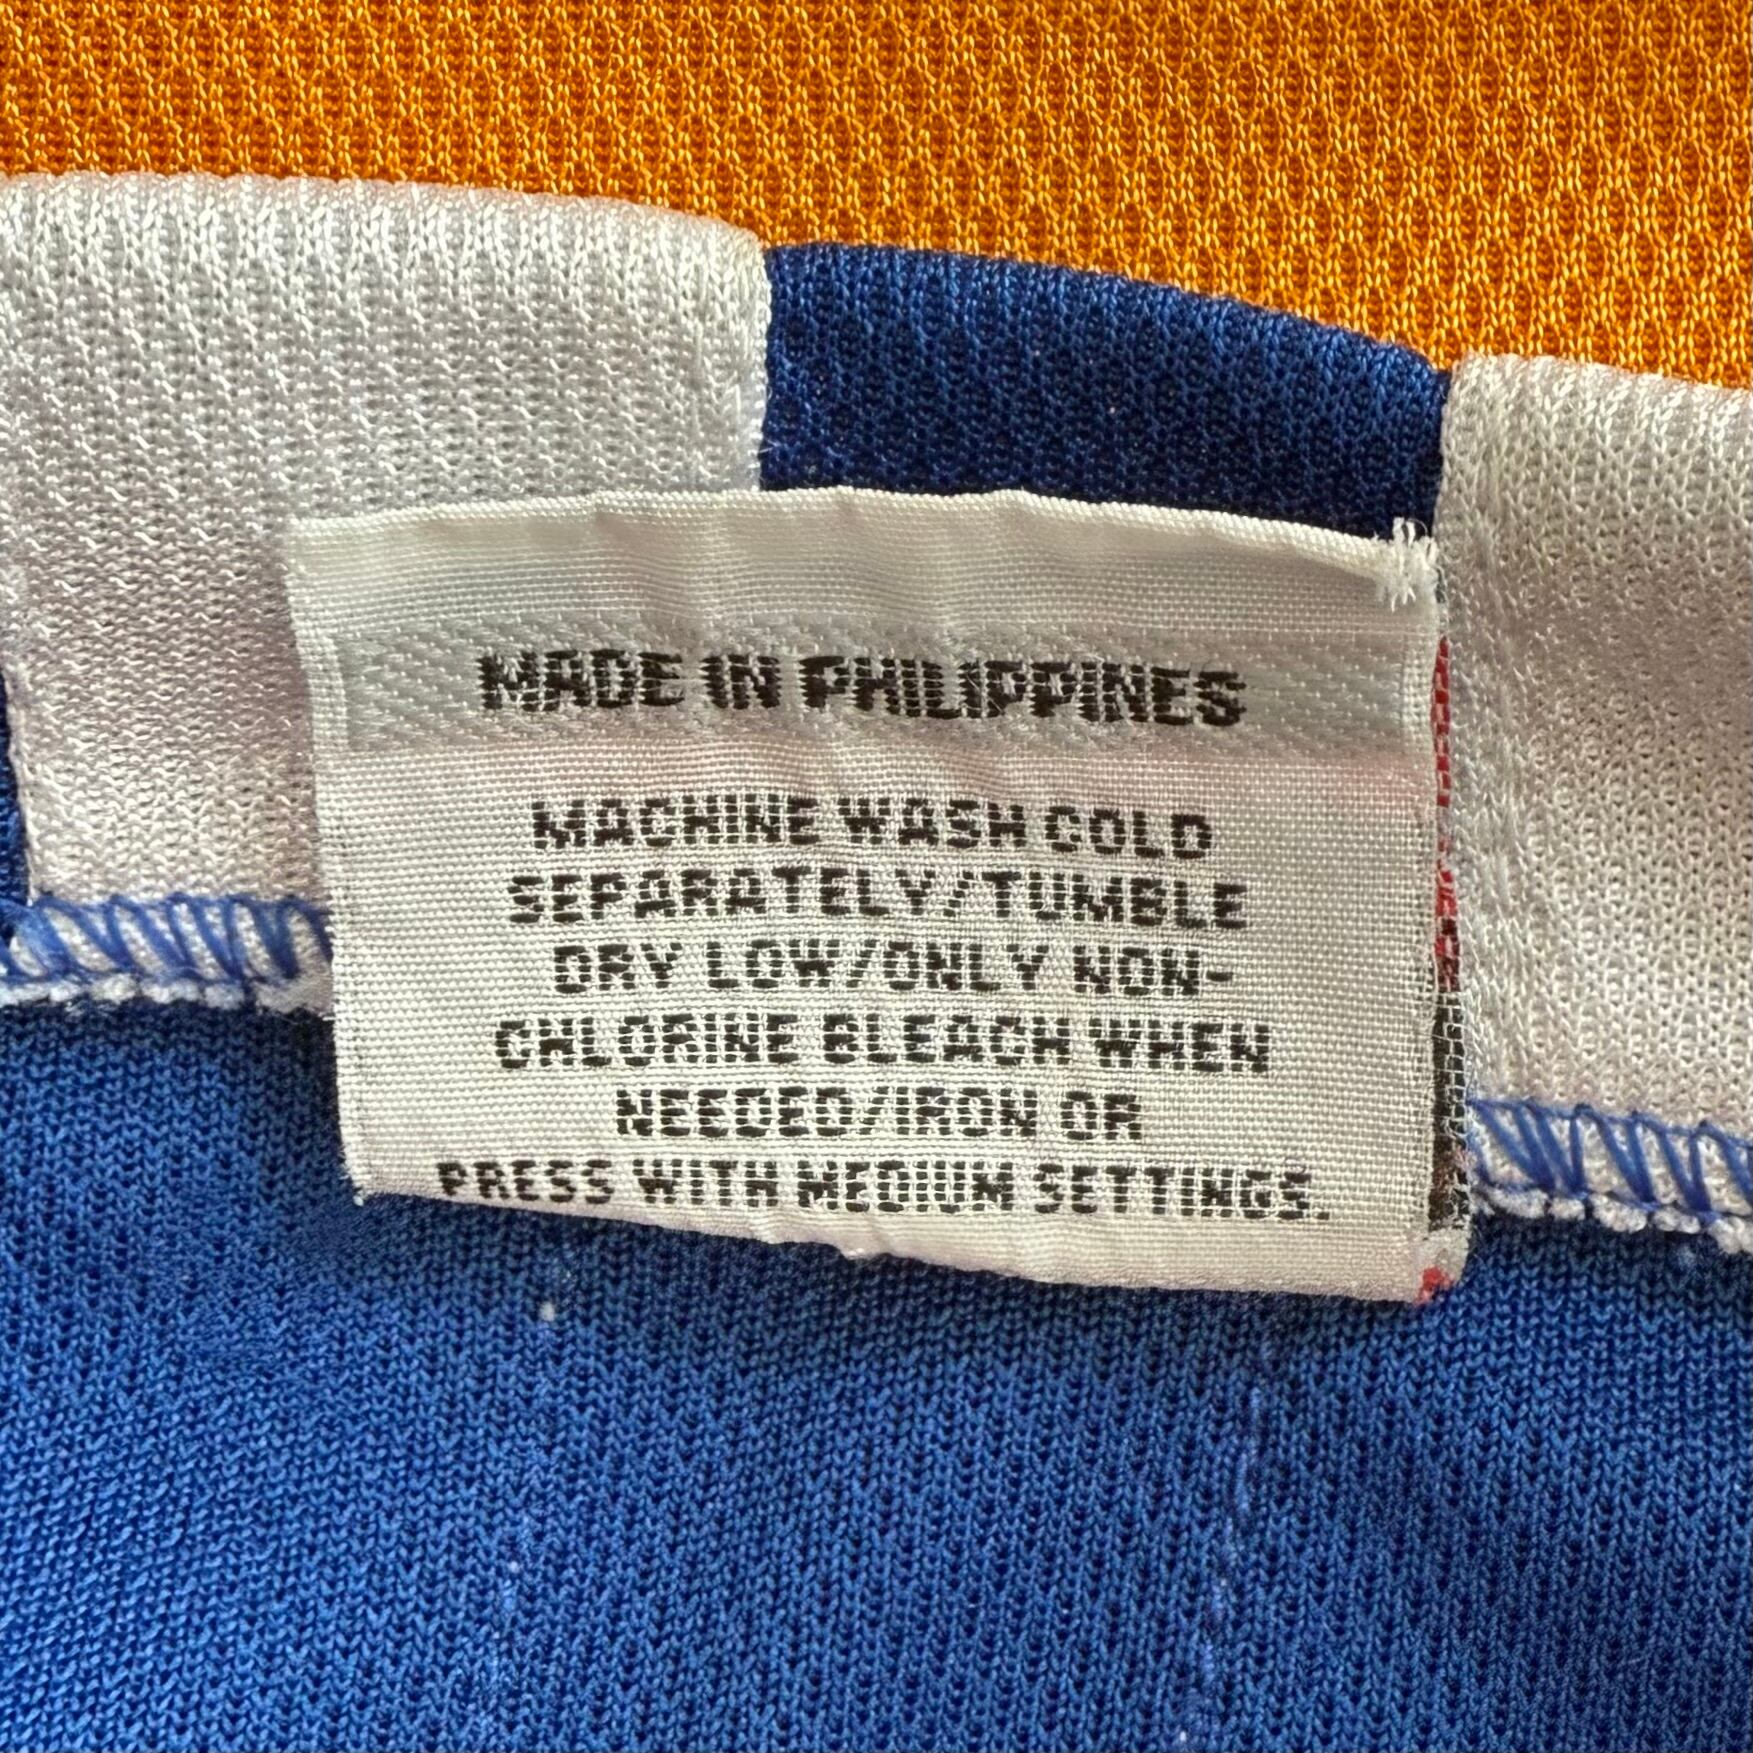 MADE IN PHILIPPINES
MACHINE WASH COLD
SEPARATELY/TUMBLE
DRY LOW/ONLY NON-
CHLORINE BLEACH WHEN
NEEDED/IRON OR
PRESS WITH MEDIUM SETTINGS.